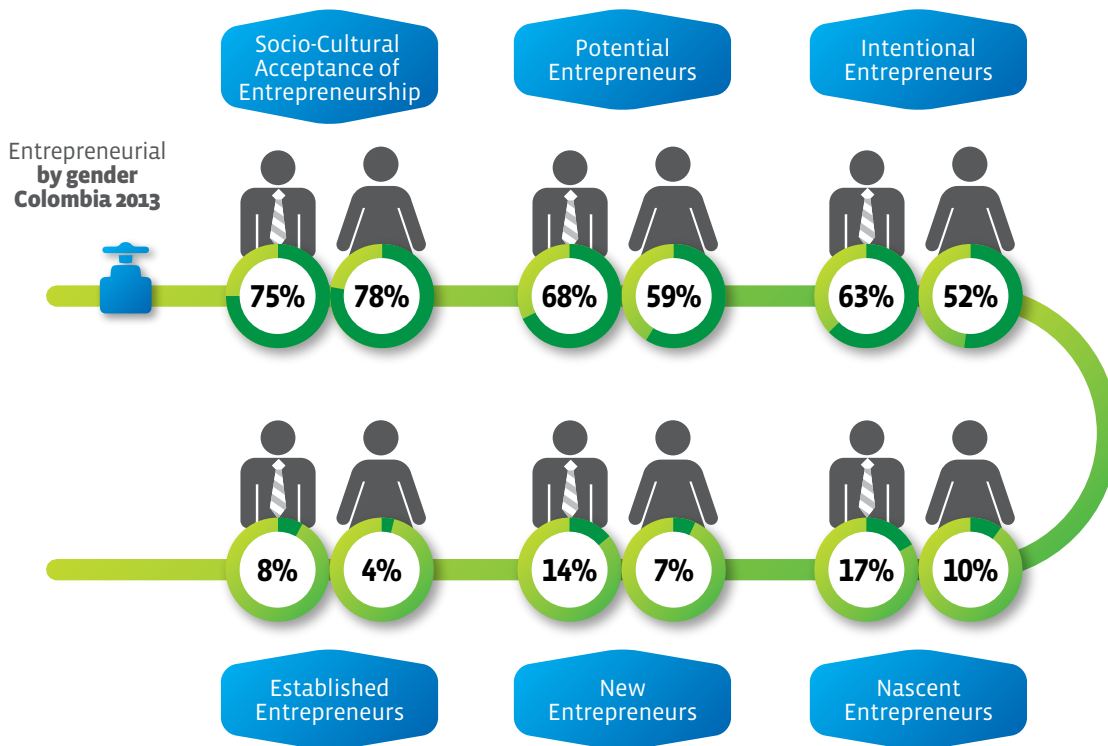 Socio-Cultural
Acceptance of
Entrepreneurship
Potential
Entrepreneurs
Intentional
Entrepreneurs
Entrepreneurial
by gender
Colombia 2013
75%
78%
68%
59%
63%
52%
8%
4%
14%
7%
17%
10%
Established
Entrepreneurs
New
Entrepreneurs
Nascent
Entrepreneurs